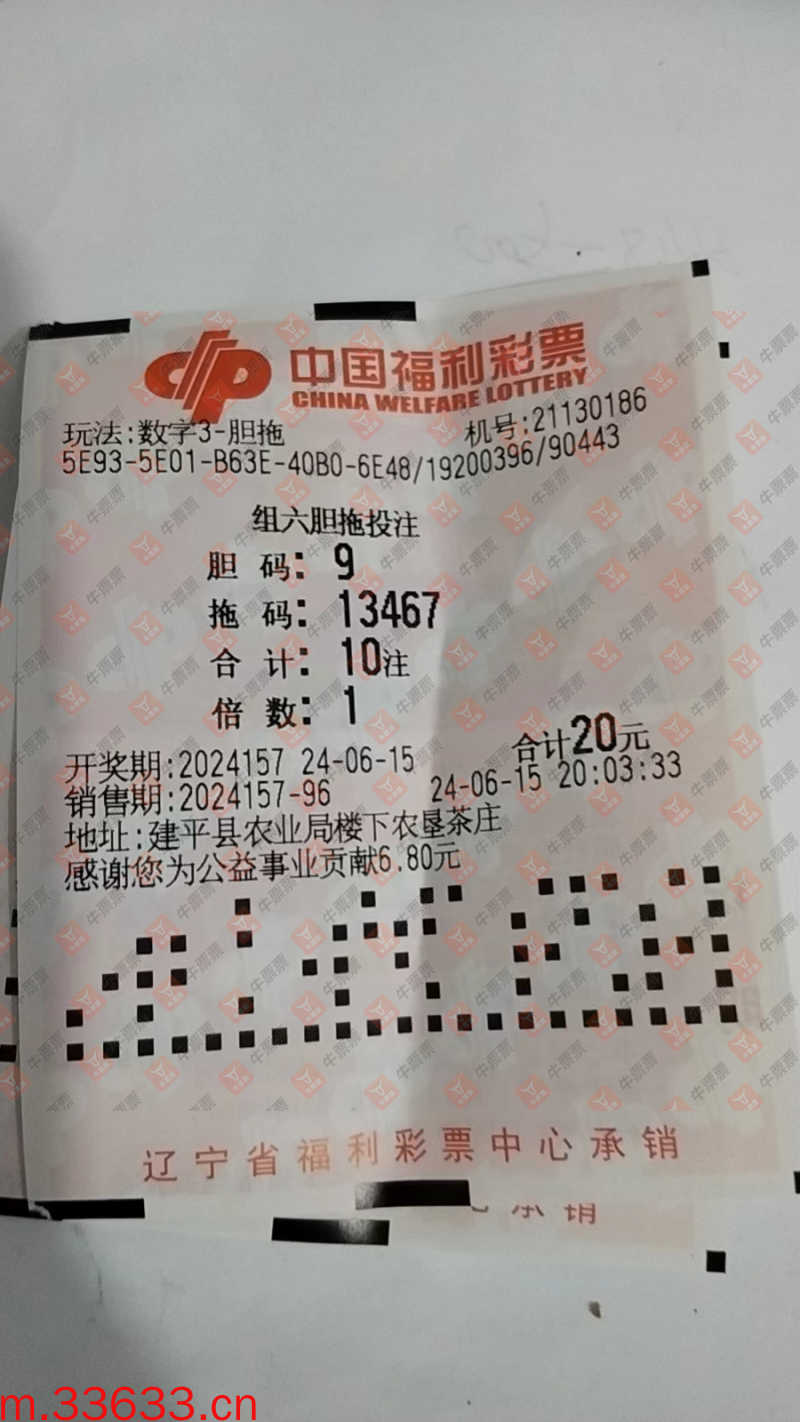 中国福利彩票
CHINA WELFARE LOTTERY
玩法:数字3-胆拖 机号:21130186
5E93-5E01-B63E-40B0-6E48/19200396/90443
组六胆拖投注
胆 码: 9
拖 码: 13467
合 计: 10注
倍 数: 1
合计20元
开奖期:2024157 24-06-15
销售期:2024157-96 24-06-15 20:03:33
地址:建平县农业局楼下农垦茶庄
感谢您为公益事业贡献6.80元
辽宁省福利彩票中心承销
承销
牛票票
m.33633.cn